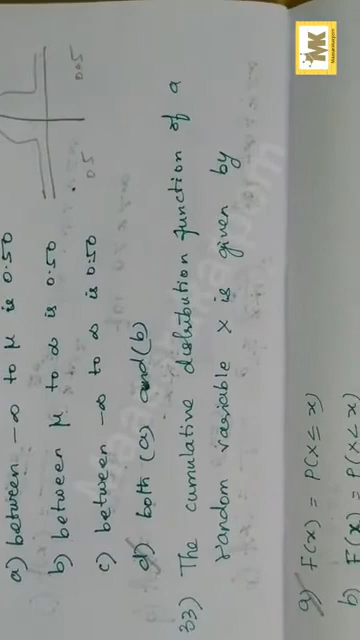 a) between -∞ to μ is 0.50
b) between μ to ∞ is 0.50
c) between -∞ to ∞ is 0.50
d) both (a) and (b)
0.5 0.5
33) The cumulative distribution function of a
random variable x is given by
a) F(x) = P(X ≤ x)
b) F(x) = P(X < x)
MK